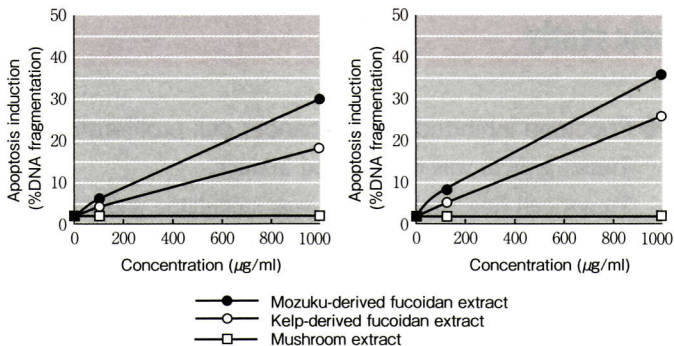 50
40
30
20
10
0
Apoptosis induction
(%DNA fragmentation)
0 200 400 600 800 1000
Concentration (µg/ml)
50
40
30
20
10
0
Apoptosis induction
(%DNA fragmentation)
0 200 400 600 800 1000
Concentration (µg/ml)
Mozuku-derived fucoidan extract
Kelp-derived fucoidan extract
Mushroom extract